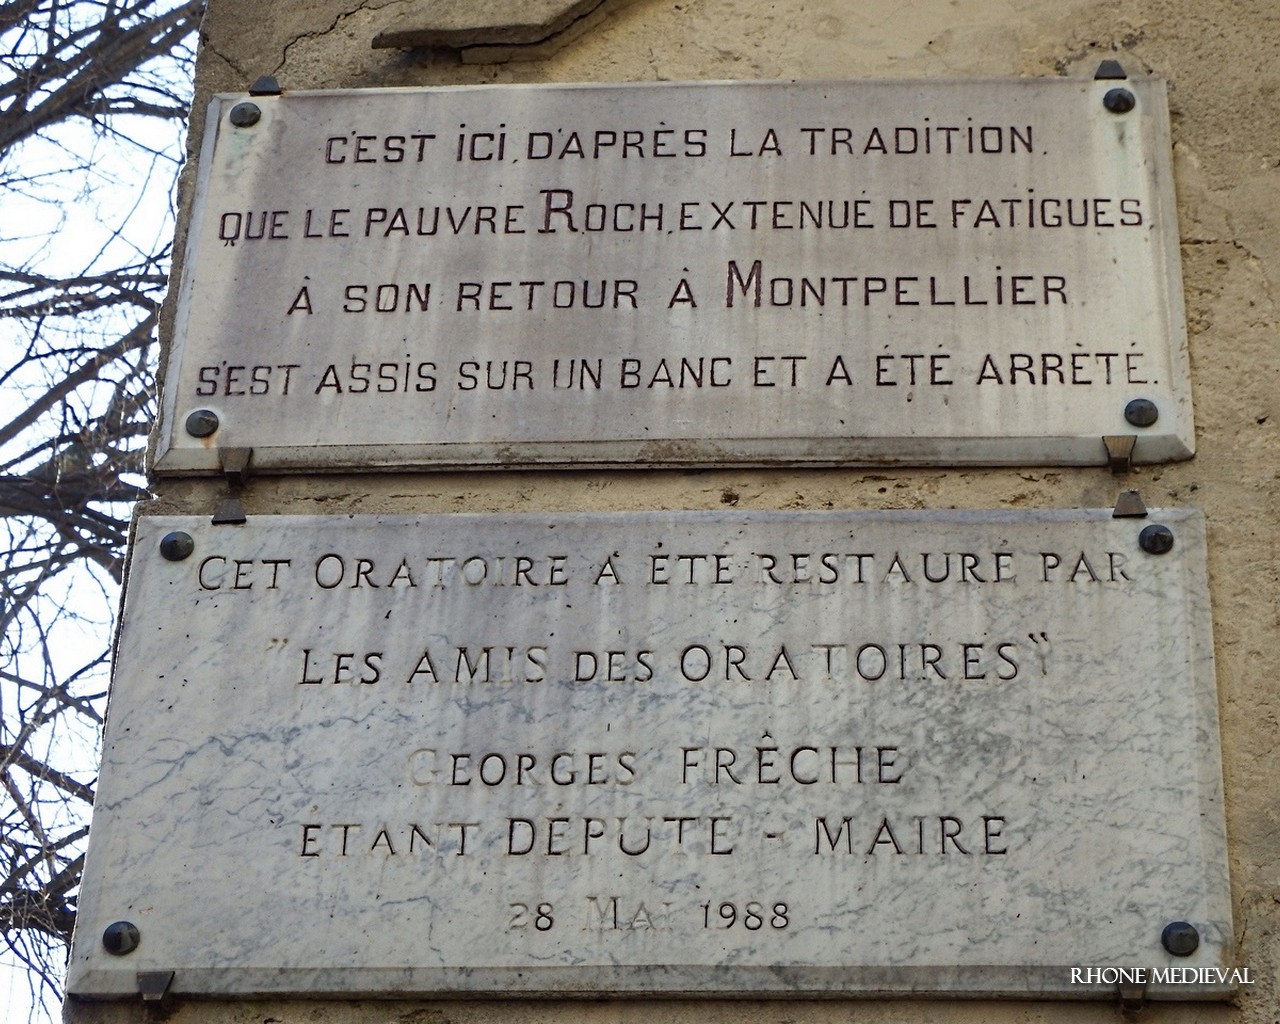 C'EST ICI, D'APRÈS LA TRADITION,
QUE LE PAUVRE ROCH, EXTENUÉ DE FATIGUES,
À SON RETOUR À MONTPELLIER,
S'EST ASSIS SUR UN BANC ET A ÉTÉ ARRÊTÉ.
CET ORATOIRE A ÉTÉ RESTAURÉ PAR
"LES AMIS DES ORATOIRES"
GEORGES FRÊCHE
ETANT DÉPUTÉ - MAIRE
28 MAI 1988
RHONE MEDIEVAL